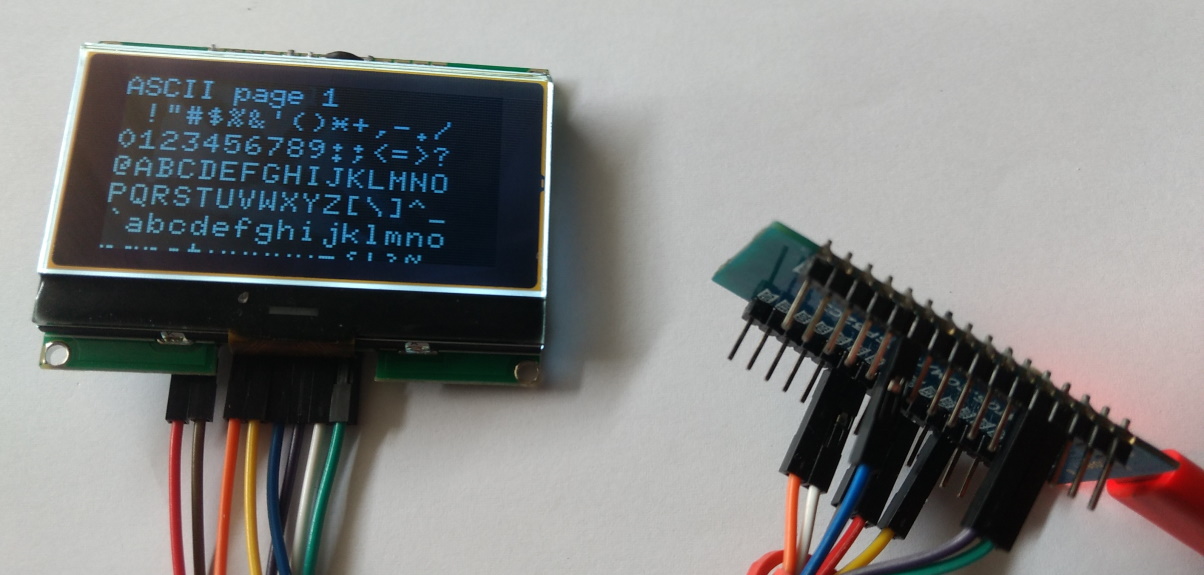 ASCII page 1
 !"#$%&'()*+,-./
0123456789:;<=>?
@ABCDEFGHIJKLMNO
PQRSTUVWXYZ[\]^_
`abcdefghijklmno